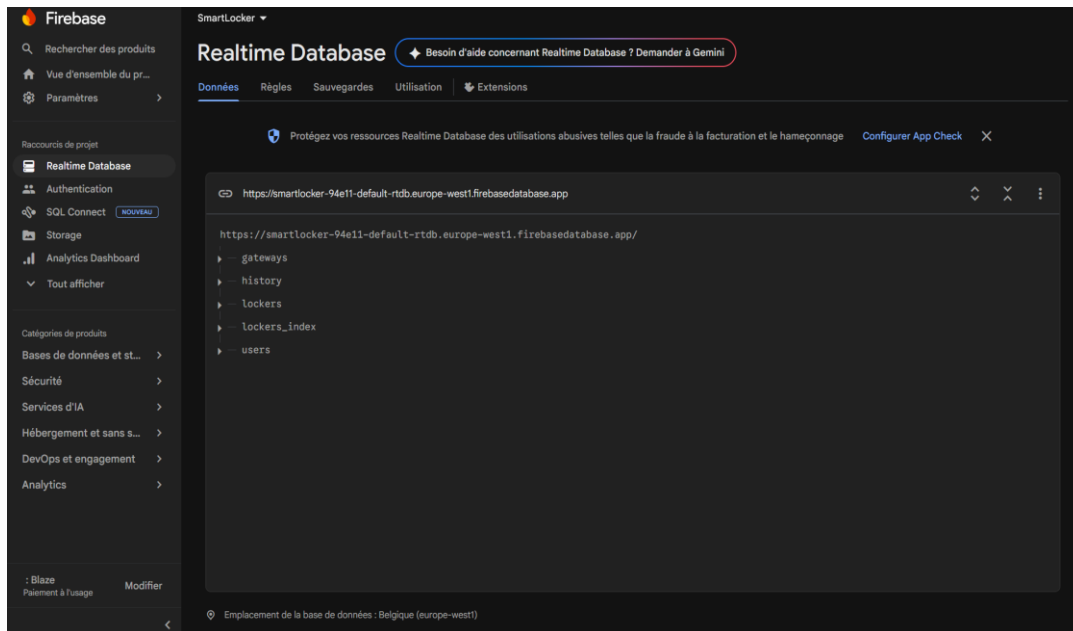 Firebase
Rechercher des produits
Vue d'ensemble du pr...
Paramètres
Raccourcis de projet
Realtime Database
Authentication
SQL Connect NOUVEAU
Storage
Analytics Dashboard
Tout afficher
Catégories de produits
Bases de données et st...
Sécurité
Services d'IA
Hébergement et sans s...
DevOps et engagement
Analytics
: Blaze
Paiement à l'usage
Modifier
SmartLocker
Realtime Database
Besoin d'aide concernant Realtime Database ? Demander à Gemini
Données Règles Sauvegardes Utilisation Extensions
Protégez vos ressources Realtime Database des utilisations abusives telles que la fraude à la facturation et le hameçonnage Configurer App Check
https://smartlocker-94e11-default-rtdb.europe-west1.firebasedatabase.app
https://smartlocker-94e11-default-rtdb.europe-west1.firebasedatabase.app/
gateways
history
lockers
lockers_index
users
Emplacement de la base de données : Belgique (europe-west1)